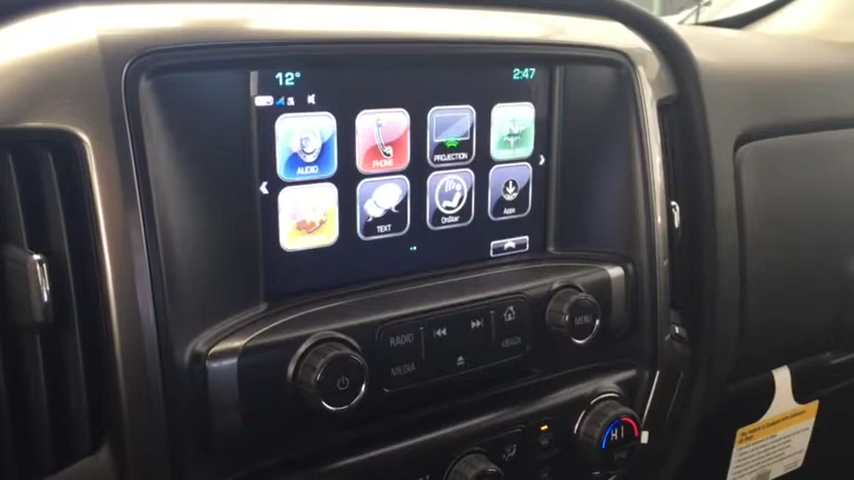 12°
2:47
AUDIO
PHONE
PROJECTION
TEXT
OnStar
Apps
RADIO
MENU
MEDIA
BACK
HI